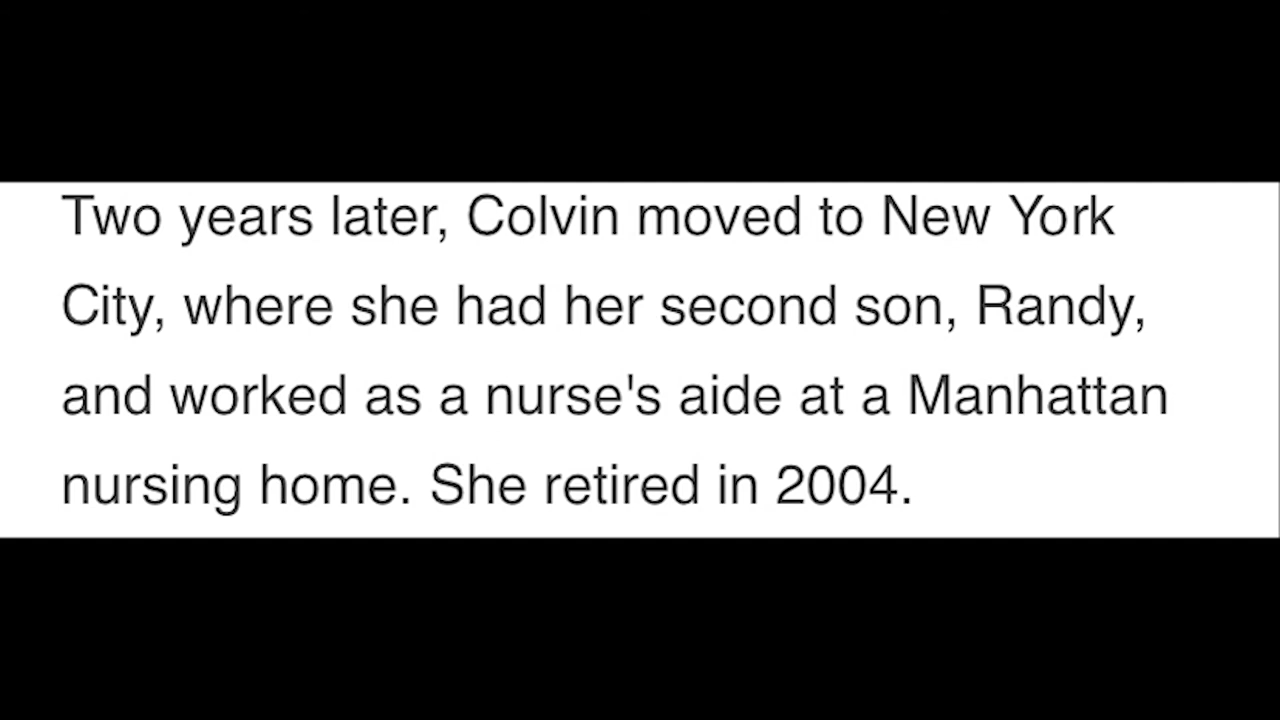 Two years later, Colvin moved to New York
City, where she had her second son, Randy,
and worked as a nurse's aide at a Manhattan
nursing home. She retired in 2004.